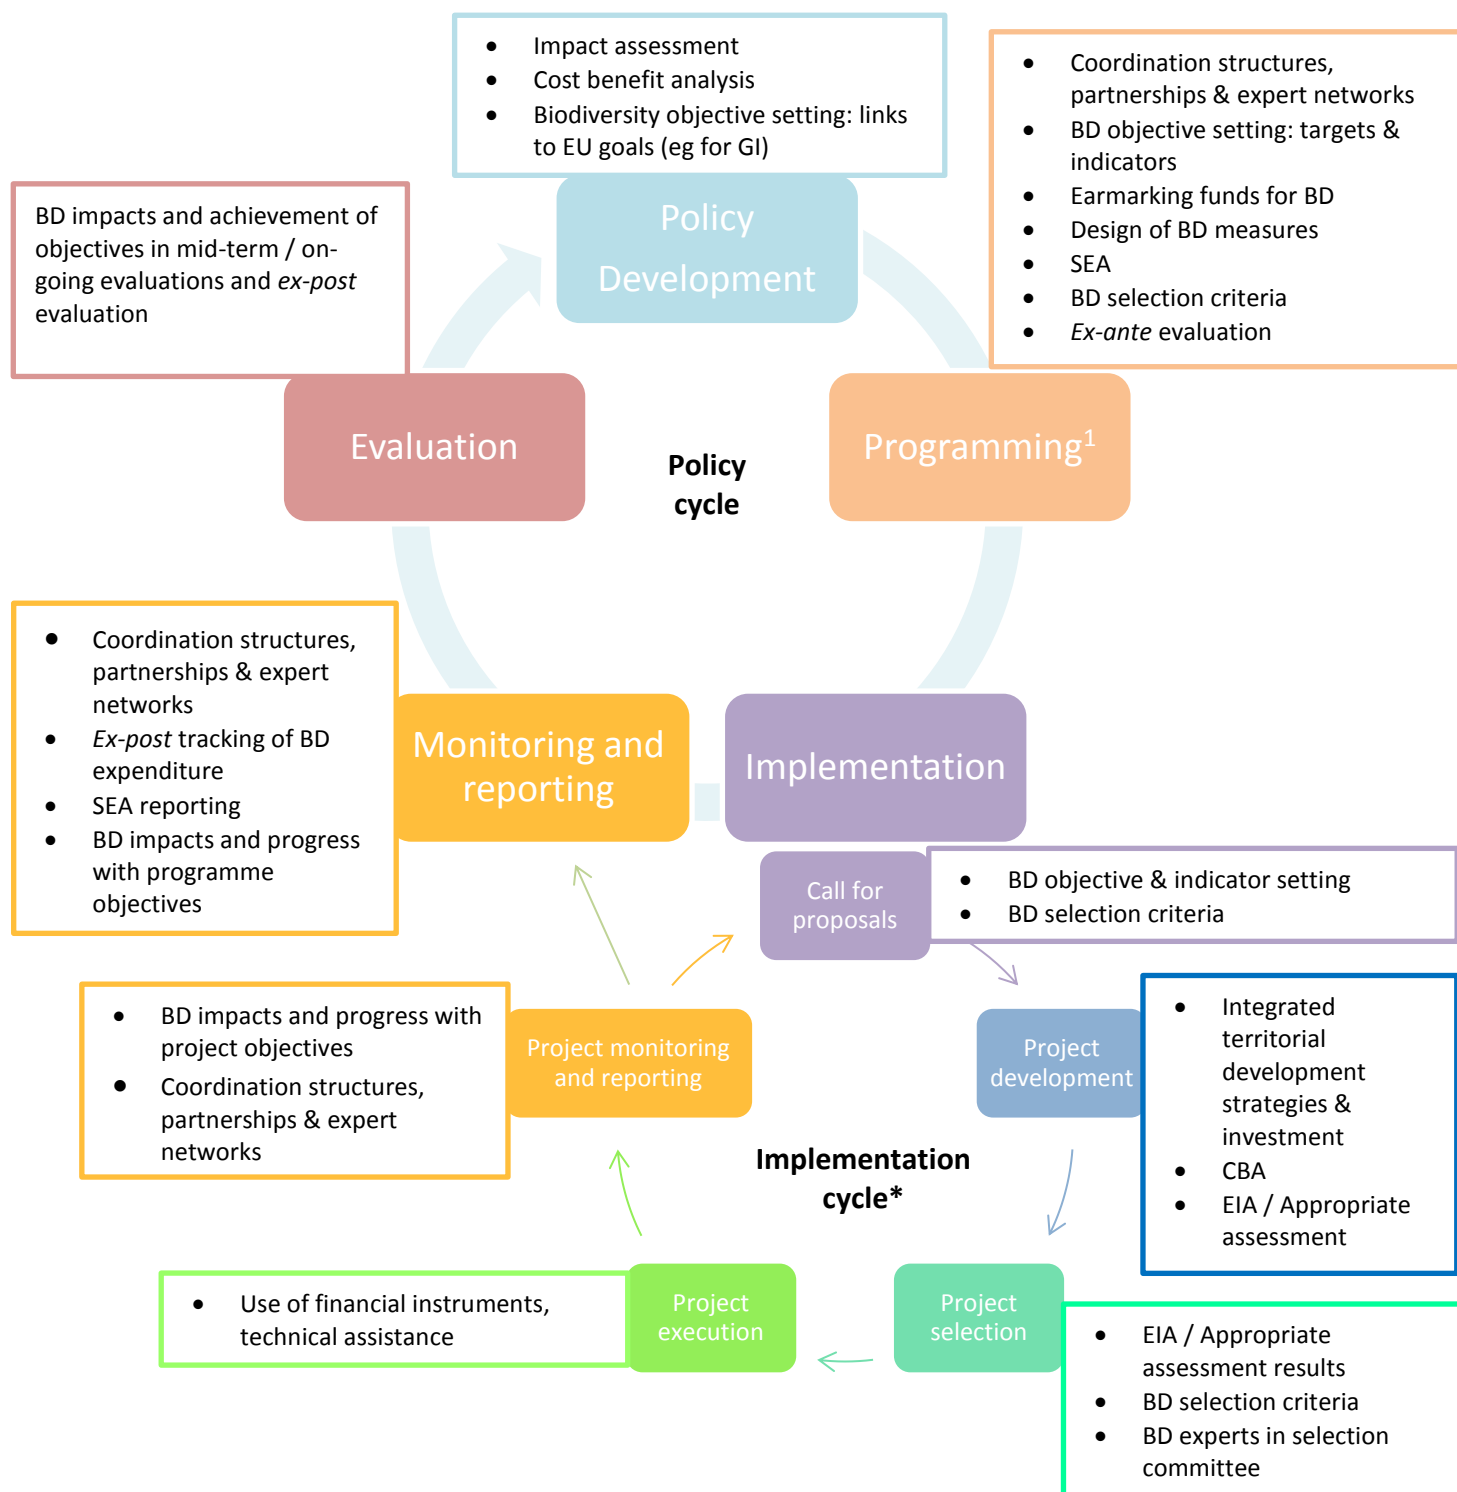 • Impact assessment
• Cost benefit analysis
• Biodiversity objective setting: links
to EU goals (eg for GI)
Policy
Development
• Coordination structures,
partnerships & expert networks
• BD objective setting: targets &
indicators
• Earmarking funds for BD
• Design of BD measures
• SEA
• BD selection criteria
• Ex-ante evaluation
Programming¹
BD impacts and achievement of
objectives in mid-term / on-
going evaluations and ex-post
evaluation
Evaluation
Policy
cycle
• Coordination structures,
partnerships & expert
networks
• Ex-post tracking of BD
expenditure
• SEA reporting
• BD impacts and progress
with programme
objectives
Monitoring and
reporting
Implementation
Call for
proposals
• BD objective & indicator setting
• BD selection criteria
• BD impacts and progress with
project objectives
• Coordination structures,
partnerships & expert
networks
Project monitoring
and reporting
Project
development
• Integrated
territorial
development
strategies &
investment
• CBA
• EIA / Appropriate
assessment
Implementation
cycle*
• Use of financial instruments,
technical assistance
Project
execution
Project
selection
• EIA / Appropriate
assessment results
• BD selection criteria
• BD experts in selection
committee